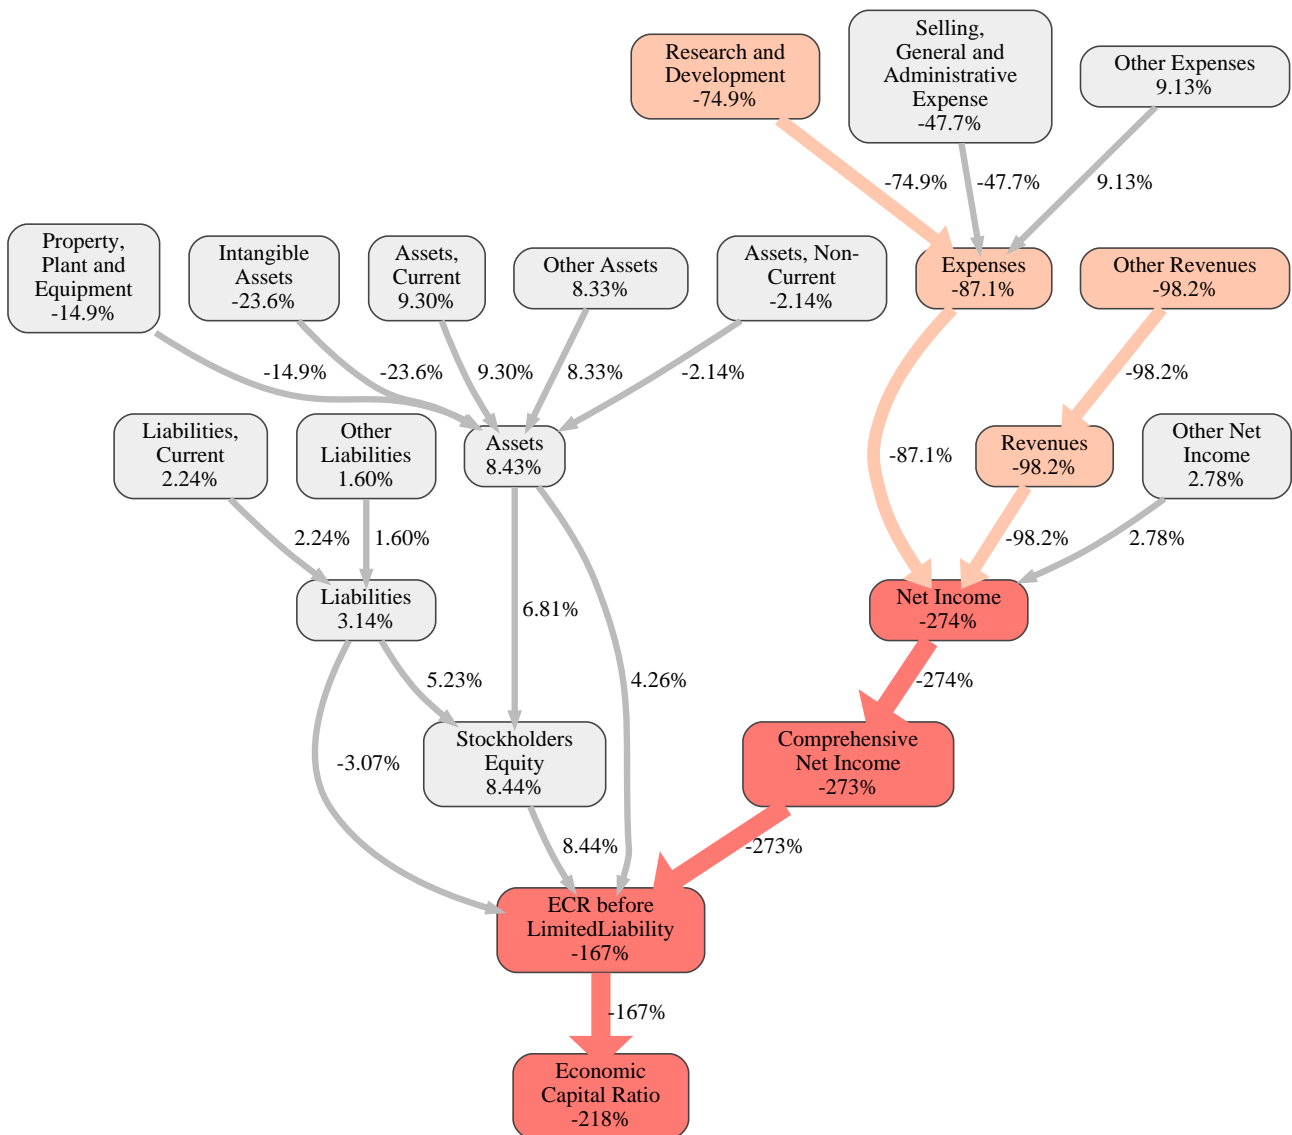 Research and
Development
-74.9%
Selling,
General and
Administrative
Expense
-47.7%
Other Expenses
9.13%
-74.9%
-47.7%
9.13%
Property,
Plant and
Equipment
-14.9%
Intangible
Assets
-23.6%
Assets,
Current
9.30%
Other Assets
8.33%
Assets, Non-
Current
-2.14%
Expenses
-87.1%
Other Revenues
-98.2%
-14.9%
-23.6%
9.30%
8.33%
-2.14%
-98.2%
Liabilities,
Current
2.24%
Other
Liabilities
1.60%
Assets
8.43%
-87.1%
Revenues
-98.2%
Other Net
Income
2.78%
2.24%
1.60%
-98.2%
2.78%
Liabilities
3.14%
6.81%
Net Income
-274%
5.23%
4.26%
-274%
-3.07%
Stockholders
Equity
8.44%
Comprehensive
Net Income
-273%
8.44%
-273%
ECR before
LimitedLiability
-167%
-167%
Economic
Capital Ratio
-218%